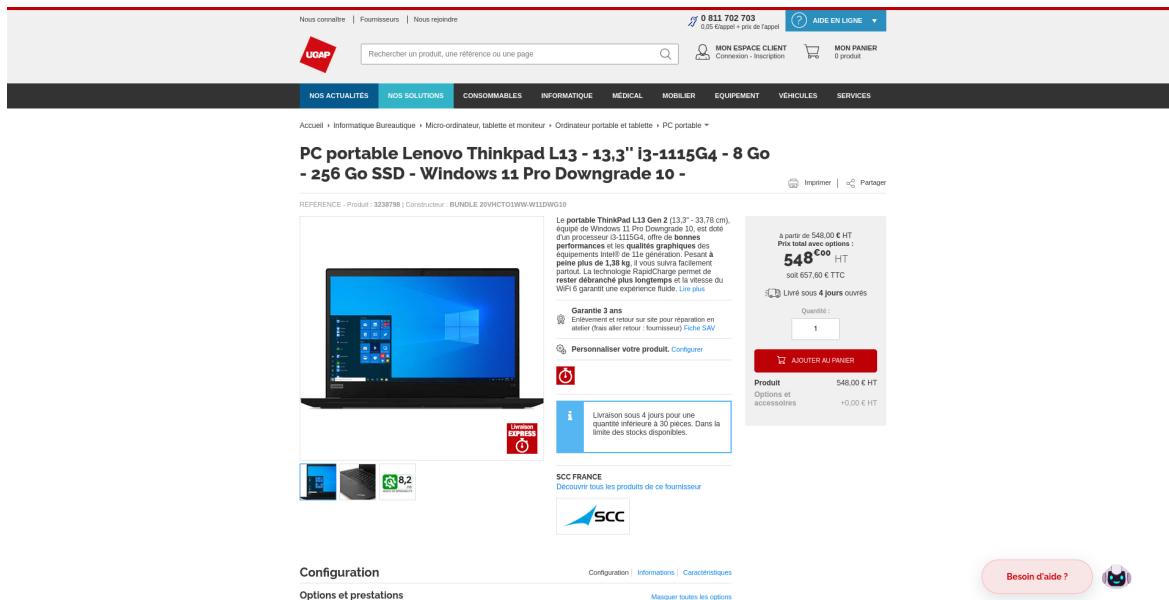 Nous connaître | Fournisseurs | Nous rejoindre
0 811 702 703
0,05 €/appel + prix de l'appel
? AIDE EN LIGNE
UGAP
Rechercher un produit, une référence ou une page
MON ESPACE CLIENT
Connexion - Inscription
MON PANIER
0 produit
NOS ACTUALITÉS NOS SOLUTIONS CONSOMMABLES INFORMATIQUE MÉDICAL MOBILIER EQUIPEMENT VÉHICULES SERVICES
Accueil Informatique Bureautique Micro-ordinateur, tablette et moniteur Ordinateur portable et tablette PC portable
PC portable Lenovo Thinkpad L13 - 13,3'' i3-1115G4 - 8 Go
- 256 Go SSD - Windows 11 Pro Downgrade 10 -
Imprimer | Partager
RÉFÉRENCE - Produit : 3238798 | Constructeur : BUNDLE 20VHCTO1WW-W11DWG10
Le portable ThinkPad L13 Gen 2 (13,3" - 33,78 cm),
équipé de Windows 11 Pro Downgrade 10, est doté
d'un processeur i3-1115G4, offre de bonnes
performances et les qualités graphiques des
équipements Intel® de 11e génération. Pesant à
peine plus de 1,38 kg, il vous suivra facilement
partout. La technologie RapidCharge permet de
rester débranché plus longtemps et la vitesse du
WiFi 6 garantit une expérience fluide. Lire plus
Garantie 3 ans
Enlèvement et retour sur site pour réparation en
atelier (frais aller retour : fournisseur) Fiche SAV
Personnaliser votre produit. Configurer
i
Livraison sous 4 jours pour une
quantité inférieure à 30 pièces. Dans la
limite des stocks disponibles.
SCC FRANCE
Découvrir tous les produits de ce fournisseur
SCC
à partir de 548,00 € HT
Prix total avec options :
548€00 HT
soit 657,60 € TTC
Livré sous 4 jours ouvrés
Quantité :
1
AJOUTER AU PANIER
Produit 548,00 € HT
Options et
accessoires +0,00 € HT
Livraison
EXPRESS
8,2
Configuration
Configuration | Informations | Caractéristiques
Options et prestations
Masquer toutes les options
Besoin d'aide ?